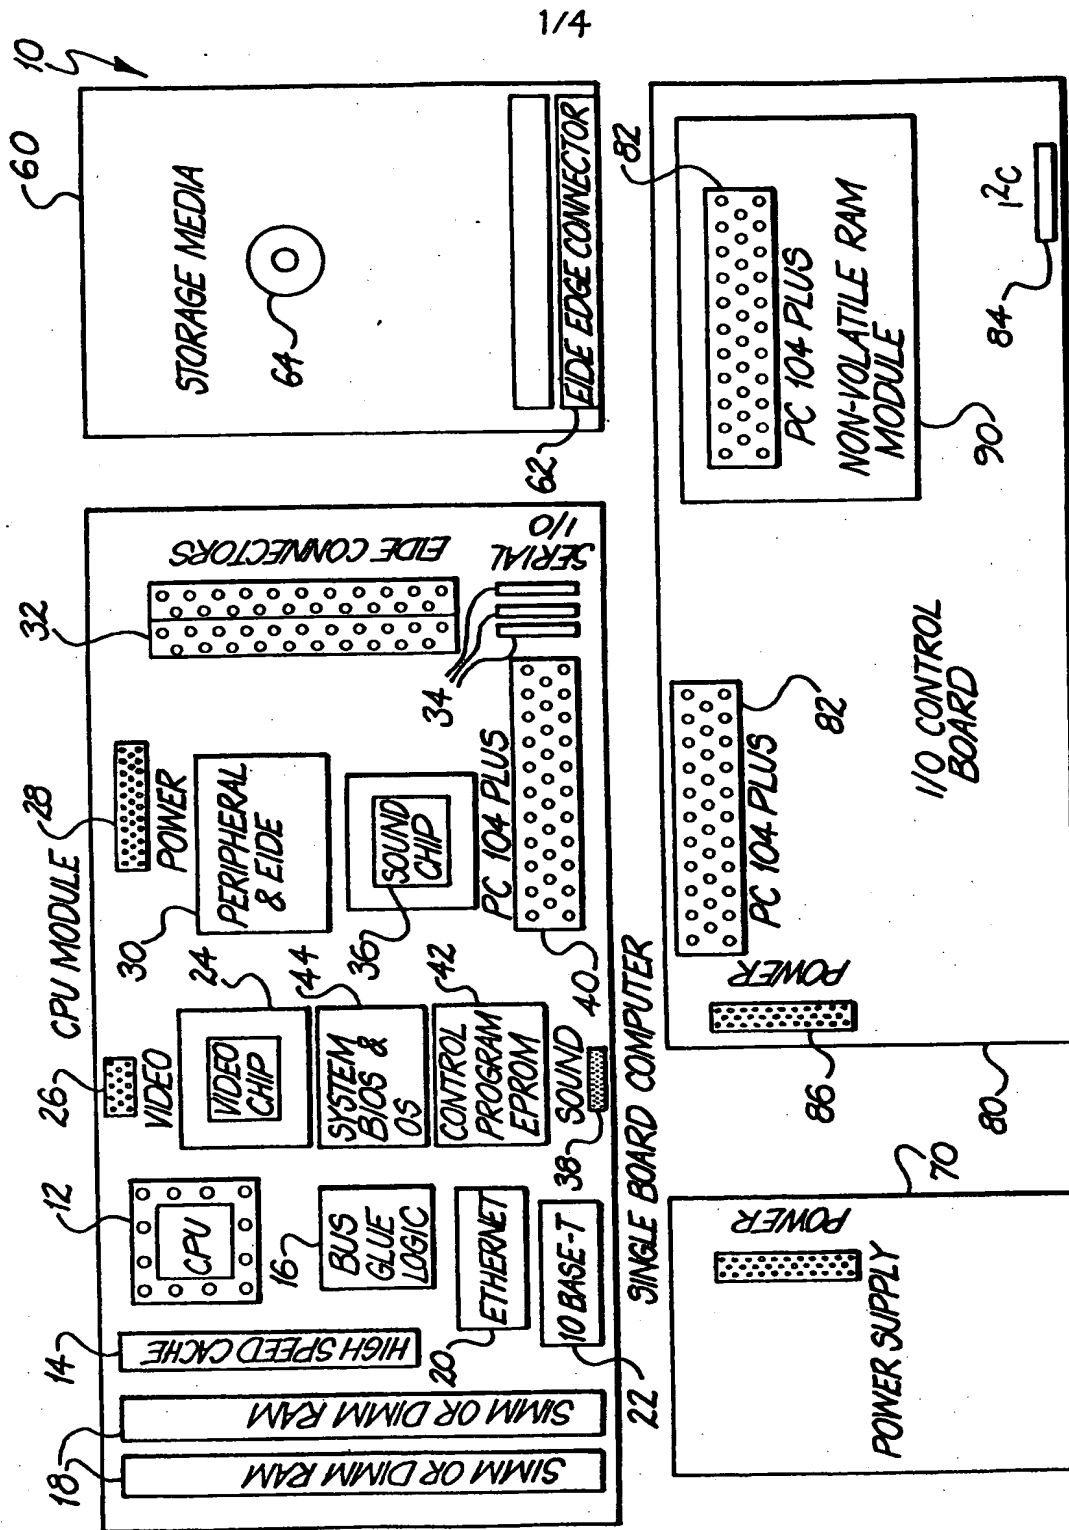 1/4
10
60
STORAGE MEDIA
64
EIDE EDGE CONNECTOR
62
CPU MODULE
26
VIDEO
28
POWER
32
EIDE CONNECTORS
SERIAL
I/O
34
12
CPU
14
HIGH SPEED CACHE
18
SIMM OR DIMM RAM
SIMM OR DIMM RAM
16
BUS
GLUE
LOGIC
20
ETHERNET
22
10 BASE-T
24
VIDEO
CHIP
44
SYSTEM
BIOS &
OS
42
CONTROL
PROGRAM
EPROM
SOUND
38
30
PERIPHERAL
& EIDE
36
SOUND
CHIP
PC 104 PLUS
40
SINGLE BOARD COMPUTER
70
POWER
POWER SUPPLY
80
86
POWER
82
PC 104 PLUS
I/O CONTROL
BOARD
82
PC 104 PLUS
NON-VOLATILE RAM
MODULE
90
I²C
84